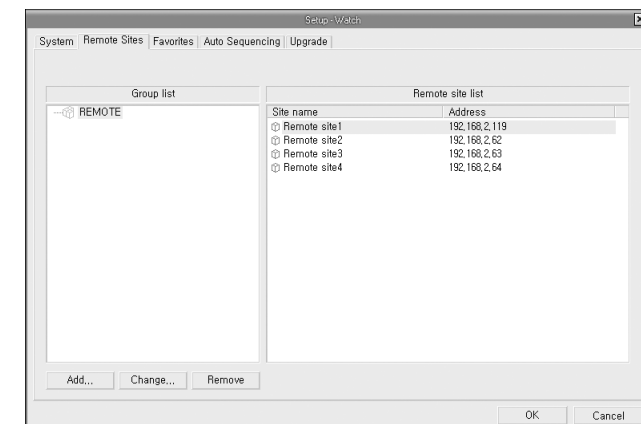 Setup - Watch
System Remote Sites Favorites Auto Sequencing Upgrade
Group list Remote site list
REMOTE
Site name Address
Remote site1 192,168,2,119
Remote site2 192,168,2,62
Remote site3 192,168,2,63
Remote site4 192,168,2,64
Add,,, Change,,, Remove
OK Cancel